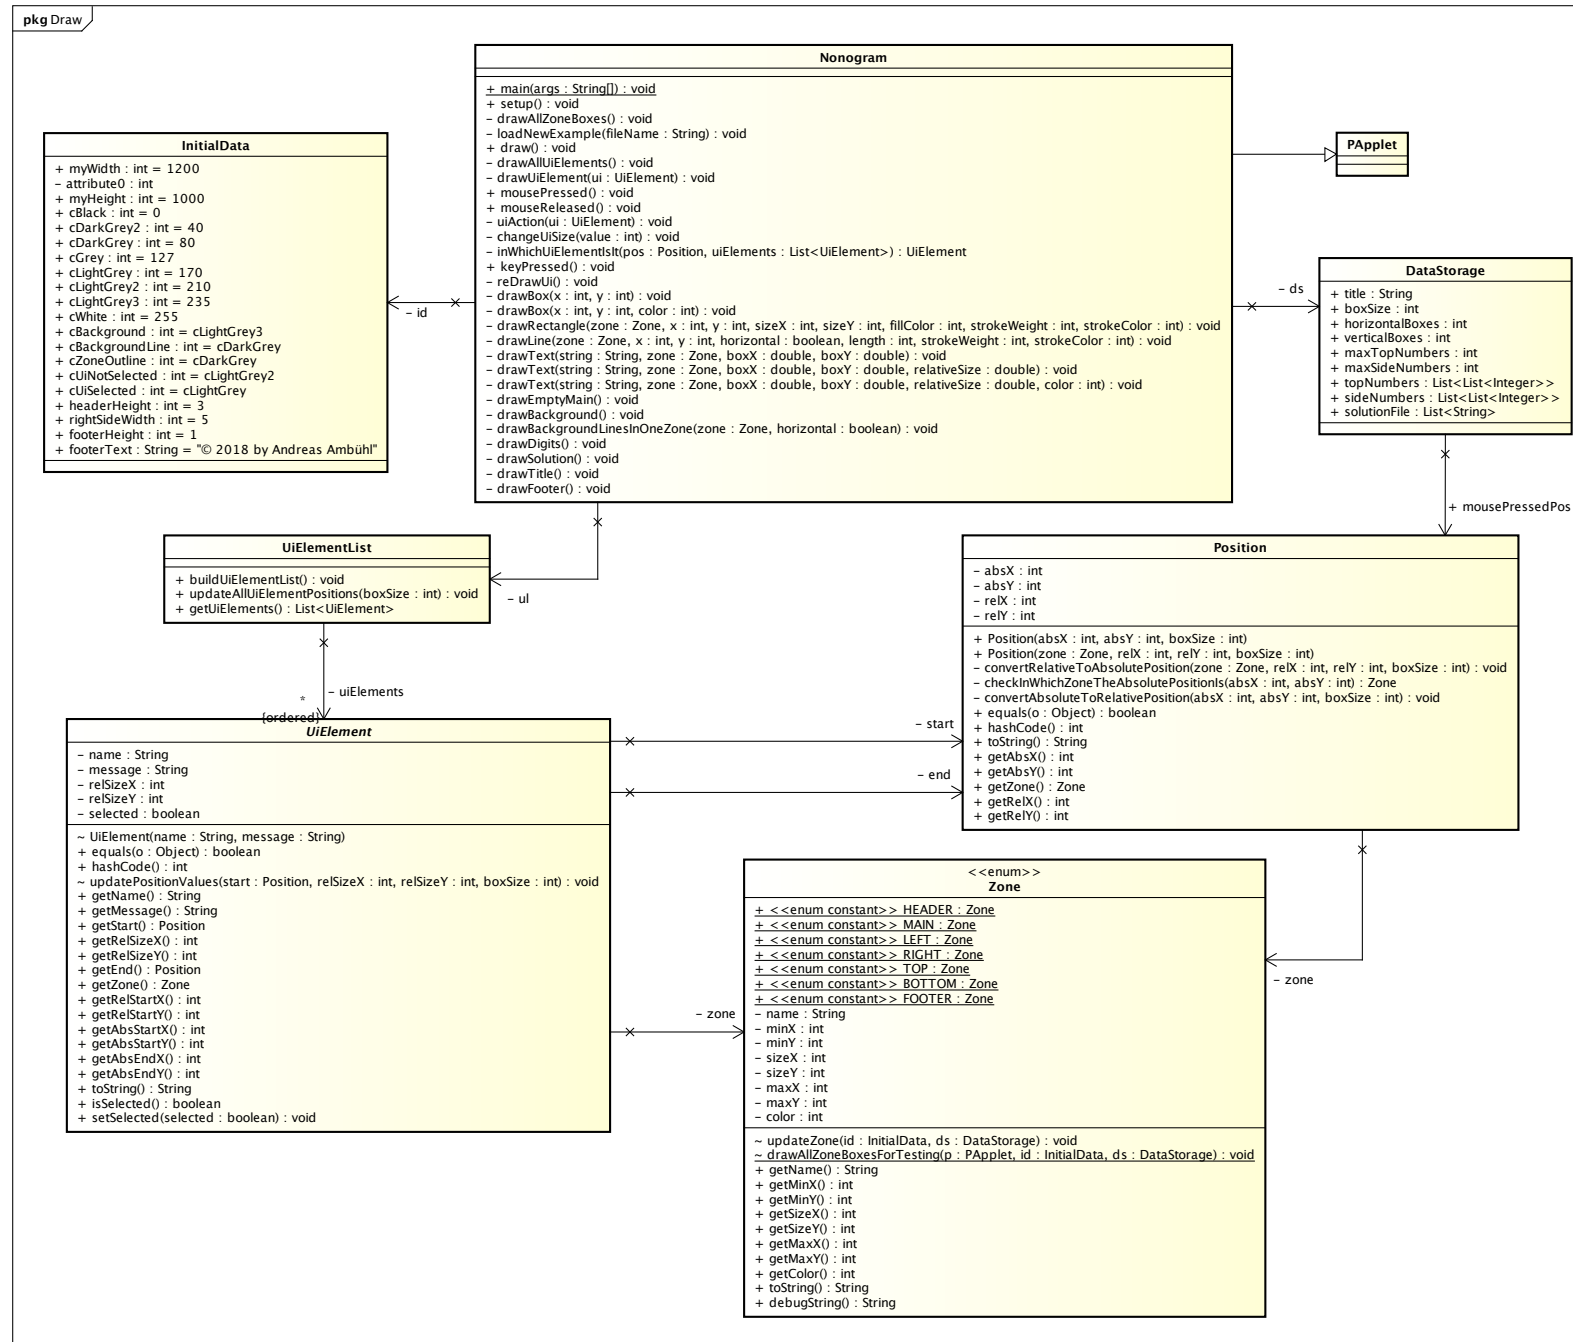 pkg Draw
Nonogram
+ main(args : String[]) : void
+ setup() : void
– drawAllZoneBoxes() : void
– loadNewExample(fileName : String) : void
+ draw() : void
– drawAllUiElements() : void
– drawUiElement(ui : UiElement) : void
+ mousePressed() : void
+ mouseReleased() : void
– uiAction(ui : UiElement) : void
– changeUiSize(value : int) : void
– inWhichUiElementIsIt(pos : Position, uiElements : List<UiElement>) : UiElement
+ keyPressed() : void
– reDrawUi() : void
– drawBox(x : int, y : int) : void
– drawBox(x : int, y : int, color : int) : void
– drawRectangle(zone : Zone, x : int, y : int, sizeX : int, sizeY : int, fillColor : int, strokeWeight : int, strokeColor : int) : void
– drawLine(zone : Zone, x : int, y : int, horizontal : boolean, length : int, strokeWeight : int, strokeColor : int) : void
– drawText(string : String, zone : Zone, boxX : double, boxY : double) : void
– drawText(string : String, zone : Zone, boxX : double, boxY : double, relativeSize : double) : void
– drawText(string : String, zone : Zone, boxX : double, boxY : double, relativeSize : double, color : int) : void
– drawEmptyMain() : void
– drawBackground() : void
– drawBackgroundLinesInOneZone(zone : Zone, horizontal : boolean) : void
– drawDigits() : void
– drawSolution() : void
– drawTitle() : void
– drawFooter() : void
InitialData
+ myWidth : int = 1200
– attribute0 : int
+ myHeight : int = 1000
+ cBlack : int = 0
+ cDarkGrey2 : int = 40
+ cDarkGrey : int = 80
+ cGrey : int = 127
+ cLightGrey : int = 170
+ cLightGrey2 : int = 210
+ cLightGrey3 : int = 235
+ cWhite : int = 255
+ cBackground : int = cLightGrey3
+ cBackgroundLine : int = cDarkGrey
+ cZoneOutline : int = cDarkGrey
+ cUiNotSelected : int = cLightGrey2
+ cUiSelected : int = cLightGrey
+ headerHeight : int = 3
+ rightSideWidth : int = 5
+ footerHeight : int = 1
+ footerText : String = "© 2018 by Andreas Ambühl"
– id
PApplet
– ds
DataStorage
+ title : String
+ boxSize : int
+ horizontalBoxes : int
+ verticalBoxes : int
+ maxTopNumbers : int
+ maxSideNumbers : int
+ topNumbers : List<List<Integer>>
+ sideNumbers : List<List<Integer>>
+ solutionFile : List<String>
+ mousePressedPos
UiElementList
+ buildUiElementList() : void
+ updateAllUiElementPositions(boxSize : int) : void
+ getUiElements() : List<UiElement>
– ul
– uiElements
*
{ordered}
Position
– absX : int
– absY : int
– relX : int
– relY : int
+ Position(absX : int, absY : int, boxSize : int)
+ Position(zone : Zone, relX : int, relY : int, boxSize : int)
– convertRelativeToAbsolutePosition(zone : Zone, relX : int, relY : int, boxSize : int) : void
– checkInWhichZoneTheAbsolutePositionIs(absX : int, absY : int) : Zone
– convertAbsoluteToRelativePosition(absX : int, absY : int, boxSize : int) : void
+ equals(o : Object) : boolean
+ hashCode() : int
+ toString() : String
+ getAbsX() : int
+ getAbsY() : int
+ getZone() : Zone
+ getRelX() : int
+ getRelY() : int
UiElement
– name : String
– message : String
– relSizeX : int
– relSizeY : int
– selected : boolean
~ UiElement(name : String, message : String)
+ equals(o : Object) : boolean
+ hashCode() : int
~ updatePositionValues(start : Position, relSizeX : int, relSizeY : int, boxSize : int) : void
+ getName() : String
+ getMessage() : String
+ getStart() : Position
+ getRelSizeX() : int
+ getRelSizeY() : int
+ getEnd() : Position
+ getZone() : Zone
+ getRelStartX() : int
+ getRelStartY() : int
+ getAbsStartX() : int
+ getAbsStartY() : int
+ getAbsEndX() : int
+ getAbsEndY() : int
+ toString() : String
+ isSelected() : boolean
+ setSelected(selected : boolean) : void
– start
– end
– zone
– zone
<<enum>>
Zone
+ <<enum constant>> HEADER : Zone
+ <<enum constant>> MAIN : Zone
+ <<enum constant>> LEFT : Zone
+ <<enum constant>> RIGHT : Zone
+ <<enum constant>> TOP : Zone
+ <<enum constant>> BOTTOM : Zone
+ <<enum constant>> FOOTER : Zone
– name : String
– minX : int
– minY : int
– sizeX : int
– sizeY : int
– maxX : int
– maxY : int
– color : int
~ updateZone(id : InitialData, ds : DataStorage) : void
~ drawAllZoneBoxesForTesting(p : PApplet, id : InitialData, ds : DataStorage) : void
+ getName() : String
+ getMinX() : int
+ getMinY() : int
+ getSizeX() : int
+ getSizeY() : int
+ getMaxX() : int
+ getMaxY() : int
+ getColor() : int
+ toString() : String
+ debugString() : String